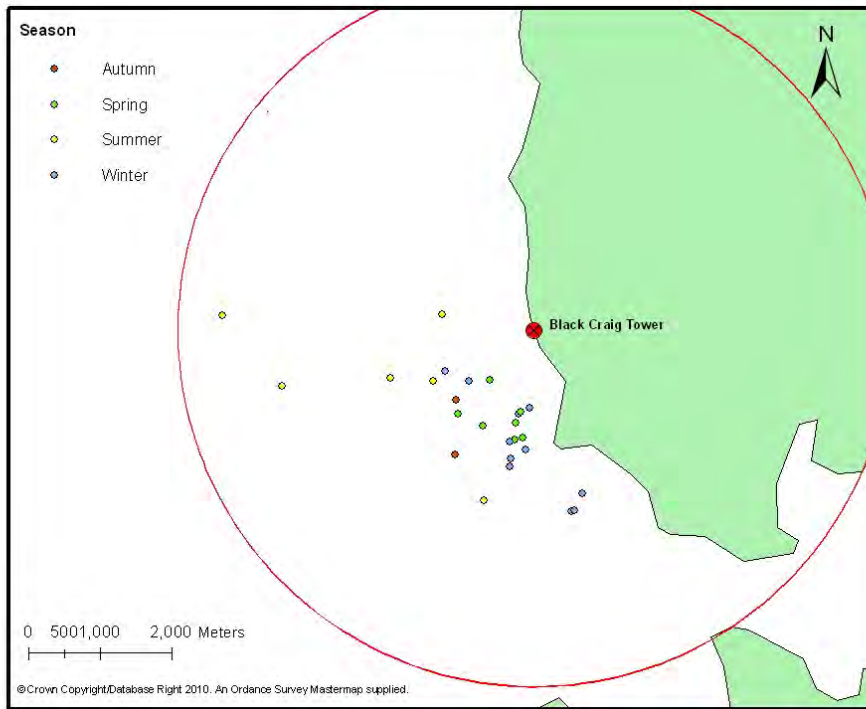 Season
Autumn
Spring
Summer
Winter
N
Black Craig Tower
0 5001,000 2,000 Meters
©Crown Copyright/Database Right 2010. An Ordance Survey Mastermap supplied.